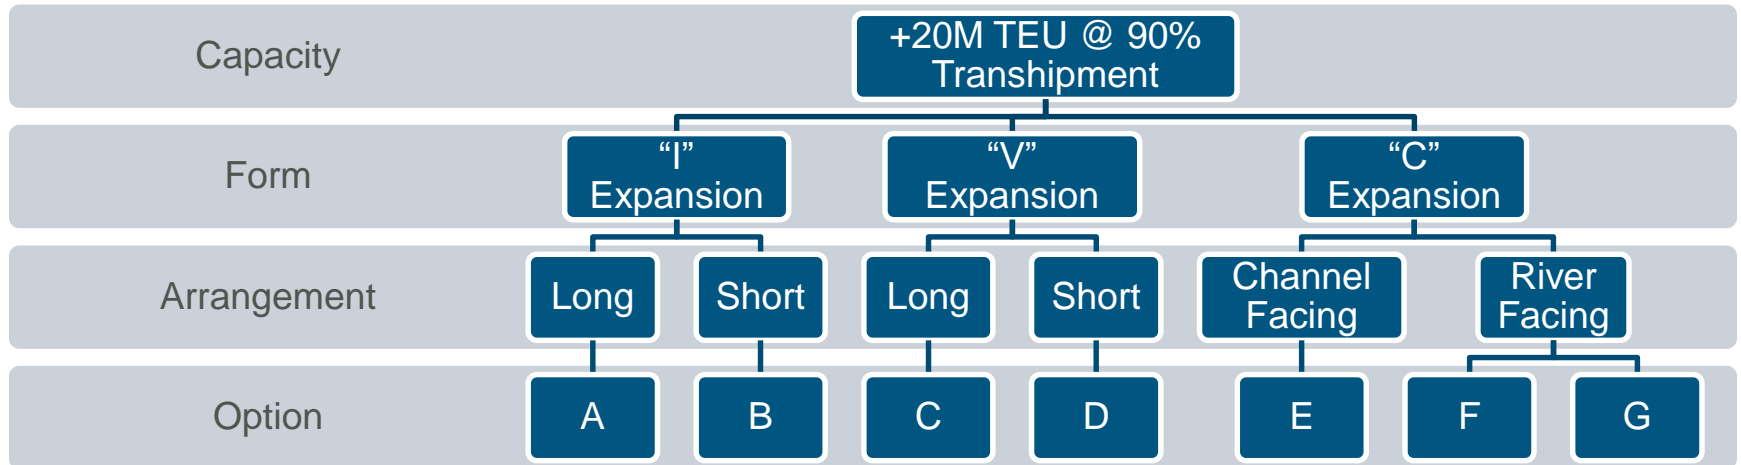 Capacity
+20M TEU @ 90%
Transhipment
Form
“I”
Expansion
“V”
Expansion
“C”
Expansion
Arrangement
Long
Short
Long
Short
Channel
Facing
River
Facing
Option
A
B
C
D
E
F
G